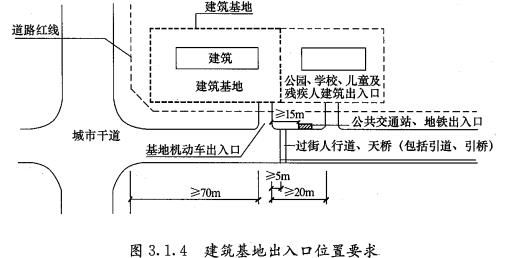 建筑基地
道路红线
建筑
建筑基地
公园、学校、儿童及
残疾人建筑出入口
≥15m
公共交通站、地铁出入口
城市干道
基地机动车出入口
过街人行道、天桥（包括引道、引桥）
≥5m
≥70m
≥20m
图 3.1.4 建筑基地出入口位置要求